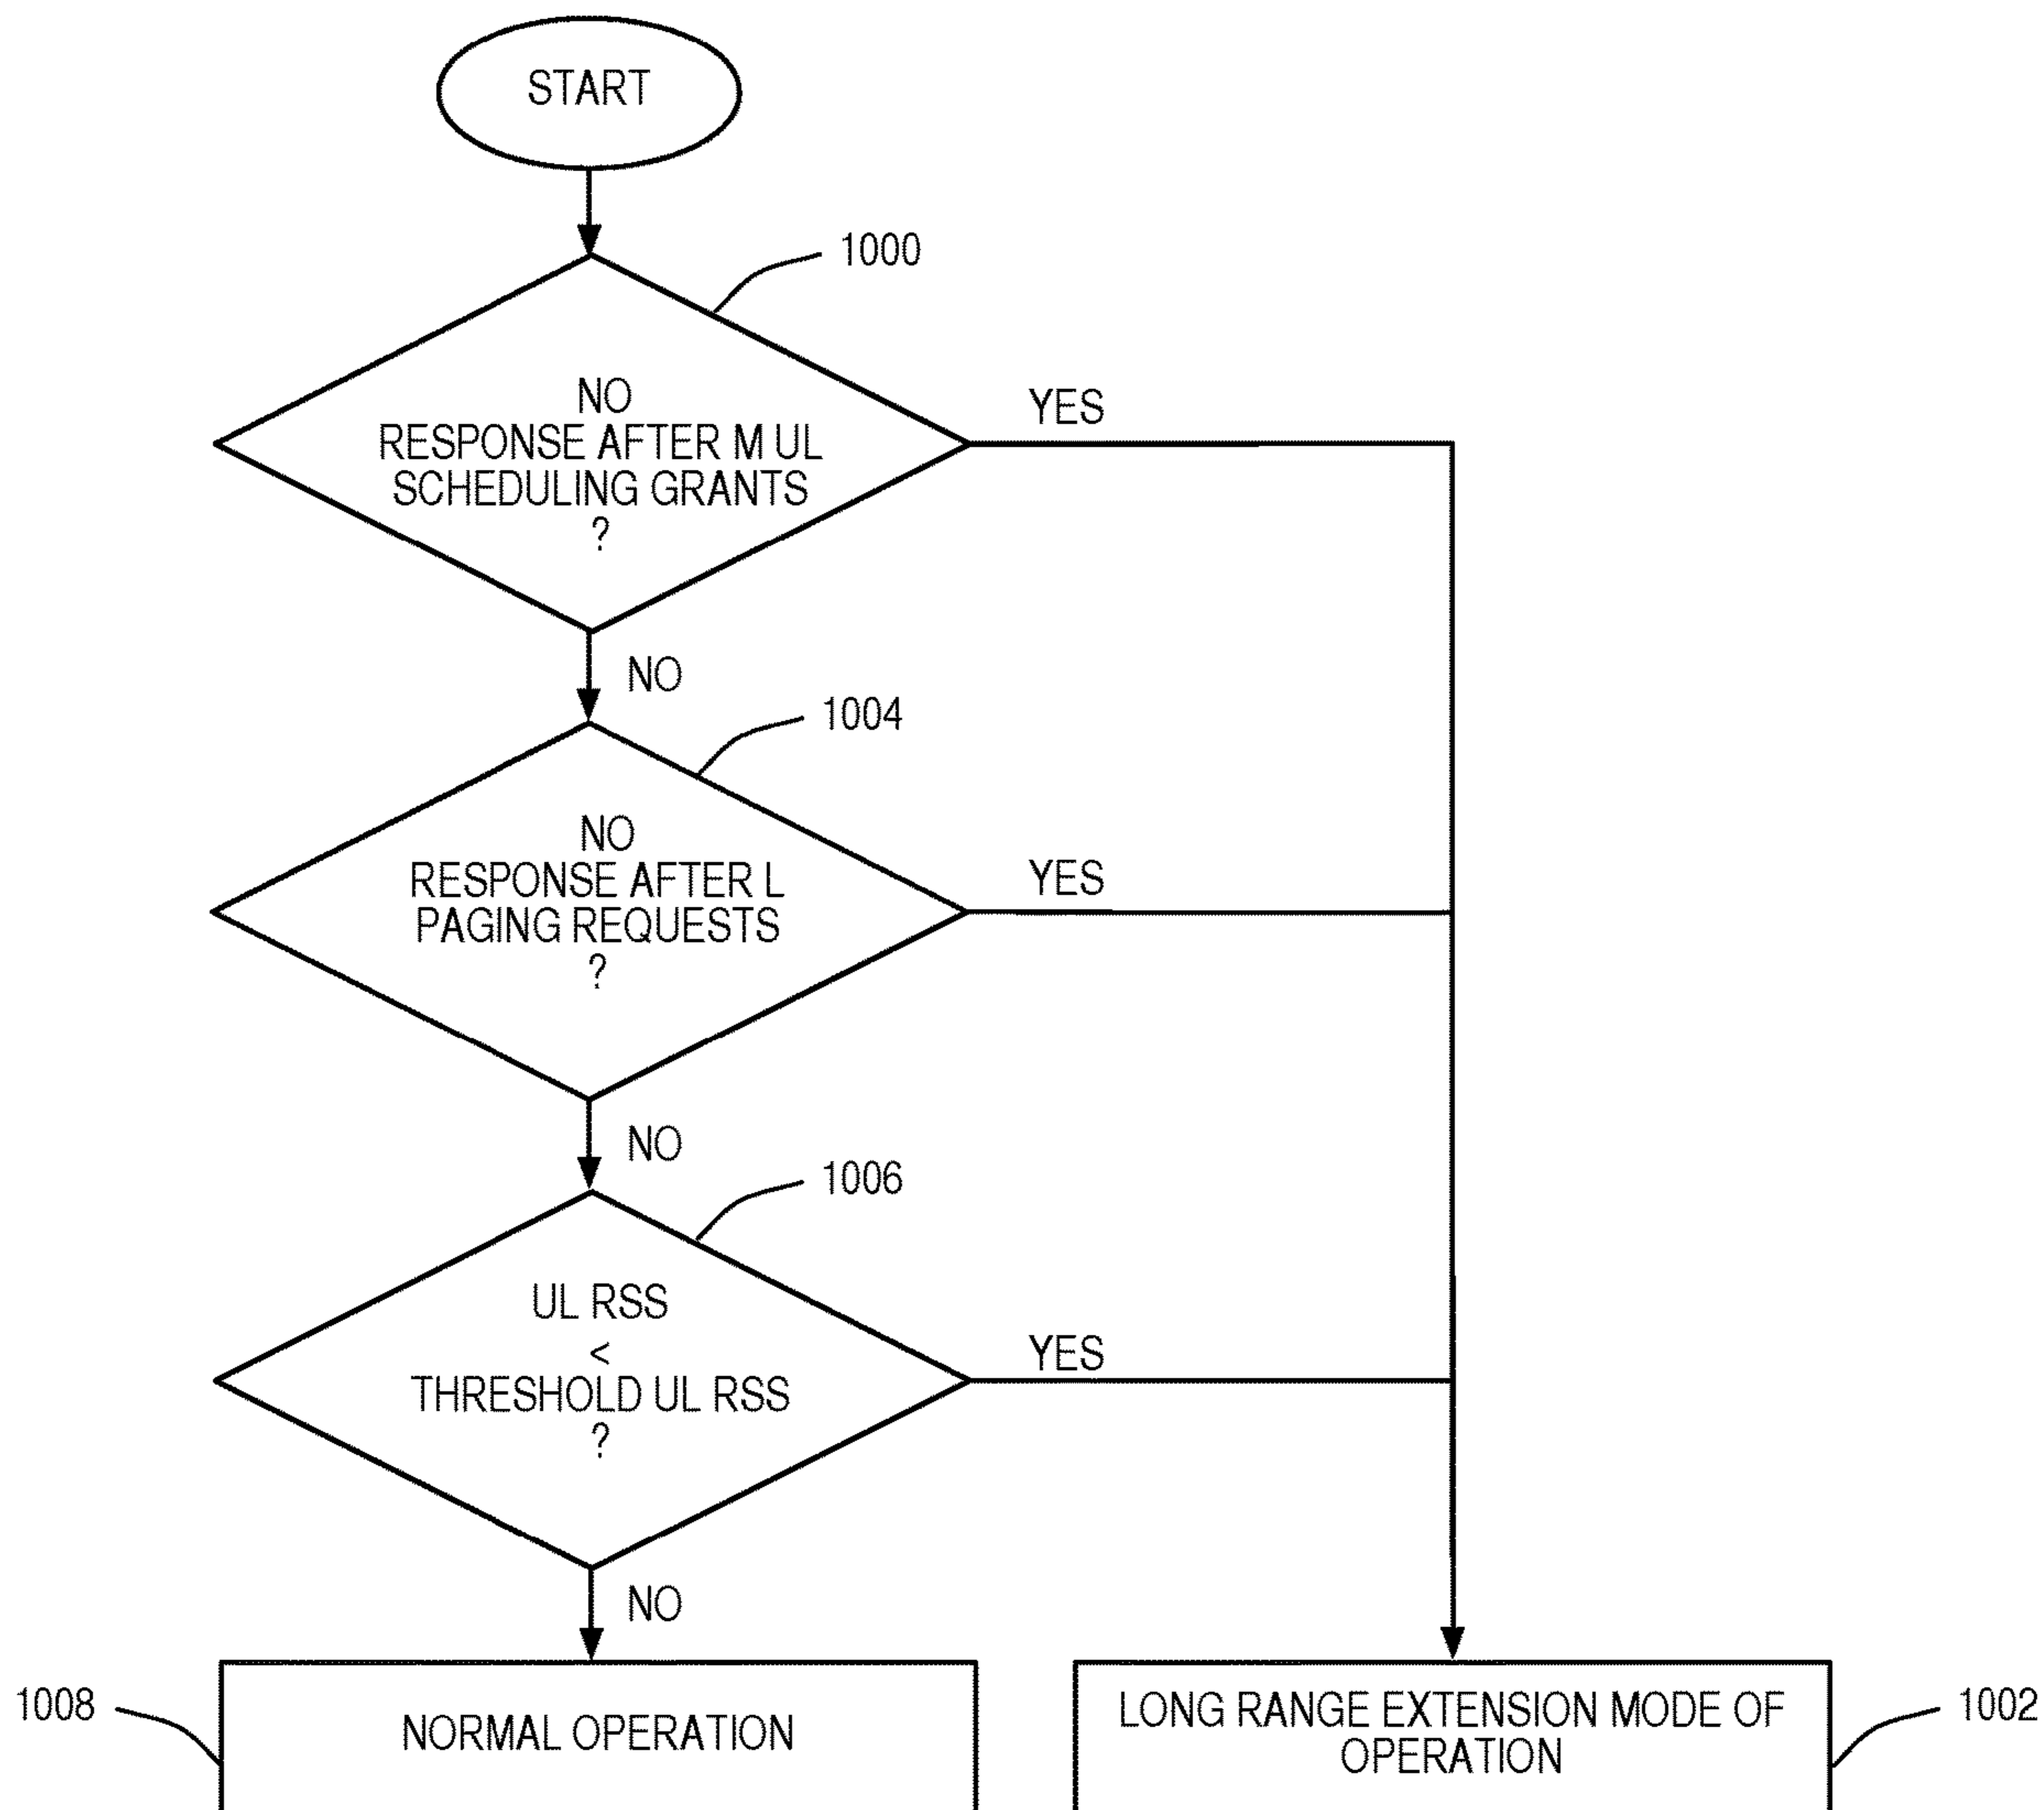 START
1000
NO
RESPONSE AFTER M UL
SCHEDULING GRANTS
?
YES
NO
1004
NO
RESPONSE AFTER L
PAGING REQUESTS
?
YES
NO
1006
UL RSS
<
THRESHOLD UL RSS
?
YES
NO
1008
NORMAL OPERATION
LONG RANGE EXTENSION MODE OF
OPERATION
1002